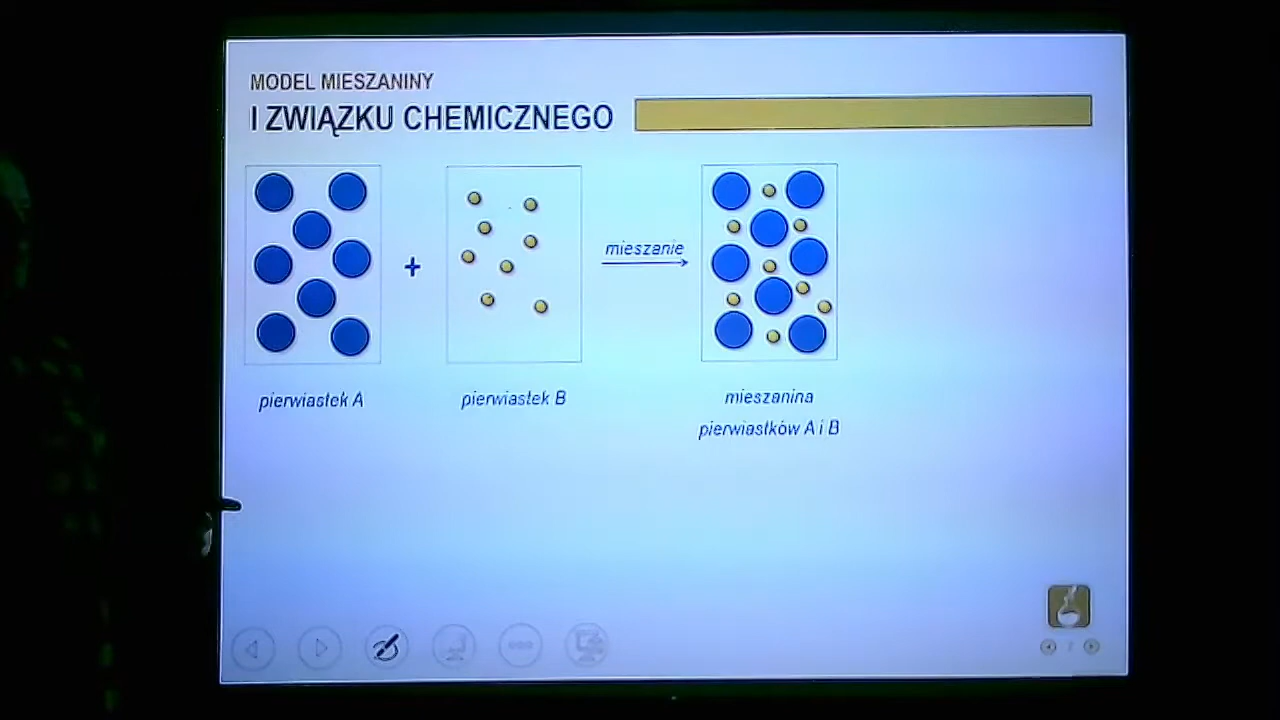 MODEL MIESZANINY
I ZWIĄZKU CHEMICZNEGO
+
mieszanie
pierwiastek A
pierwiastek B
mieszanina
pierwiastków A i B